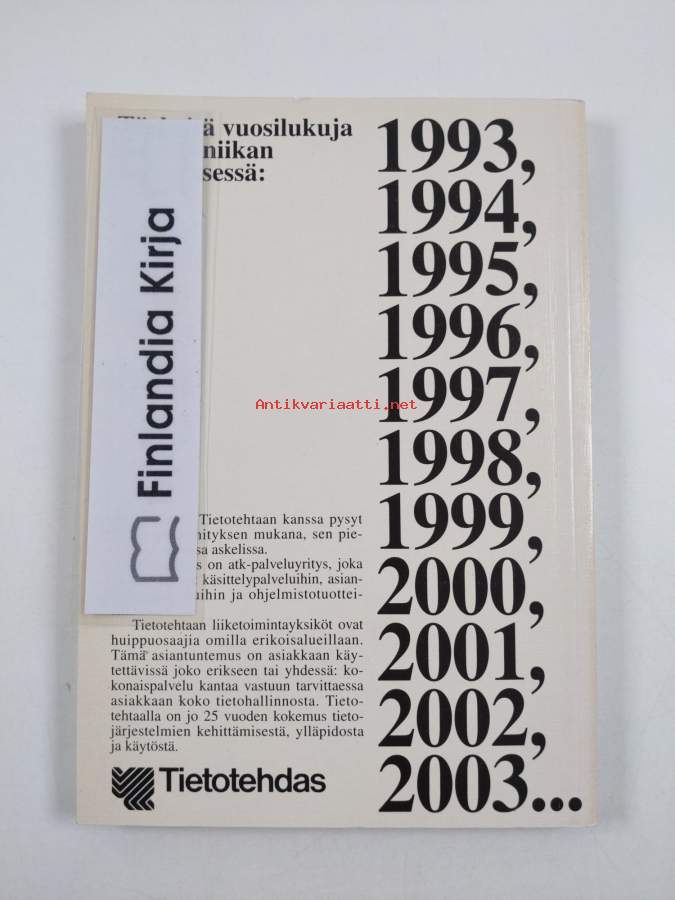 vuosilukuja
1993,
1994,
1995,
1996,
1997,
1998,
1999,
2000,
2001,
2002,
2003...
Finlandia Kirja
Antikvariaatti.net
Tietotehtaan kanssa pysyt
mukana, sen pie-
askelissa.
on atk-palveluyritys, joka
käsittelypalveluihin, asian-
ja ohjelmistotuottei-
Tietotehtaan liiketoimintayksiköt ovat
huippuosaajia omilla erikoisalueillaan.
Tämä asiantuntemus on asiakkaan käy-
tettävissä joko erikseen tai yhdessä: ko-
konaispalvelu kantaa vastuun tarvittaessa
asiakkaan koko tietohallinnosta. Tieto-
tehtaalla on jo 25 vuoden kokemus tieto-
järjestelmien kehittämisestä, ylläpidosta
ja käytöstä.
Tietotehdas